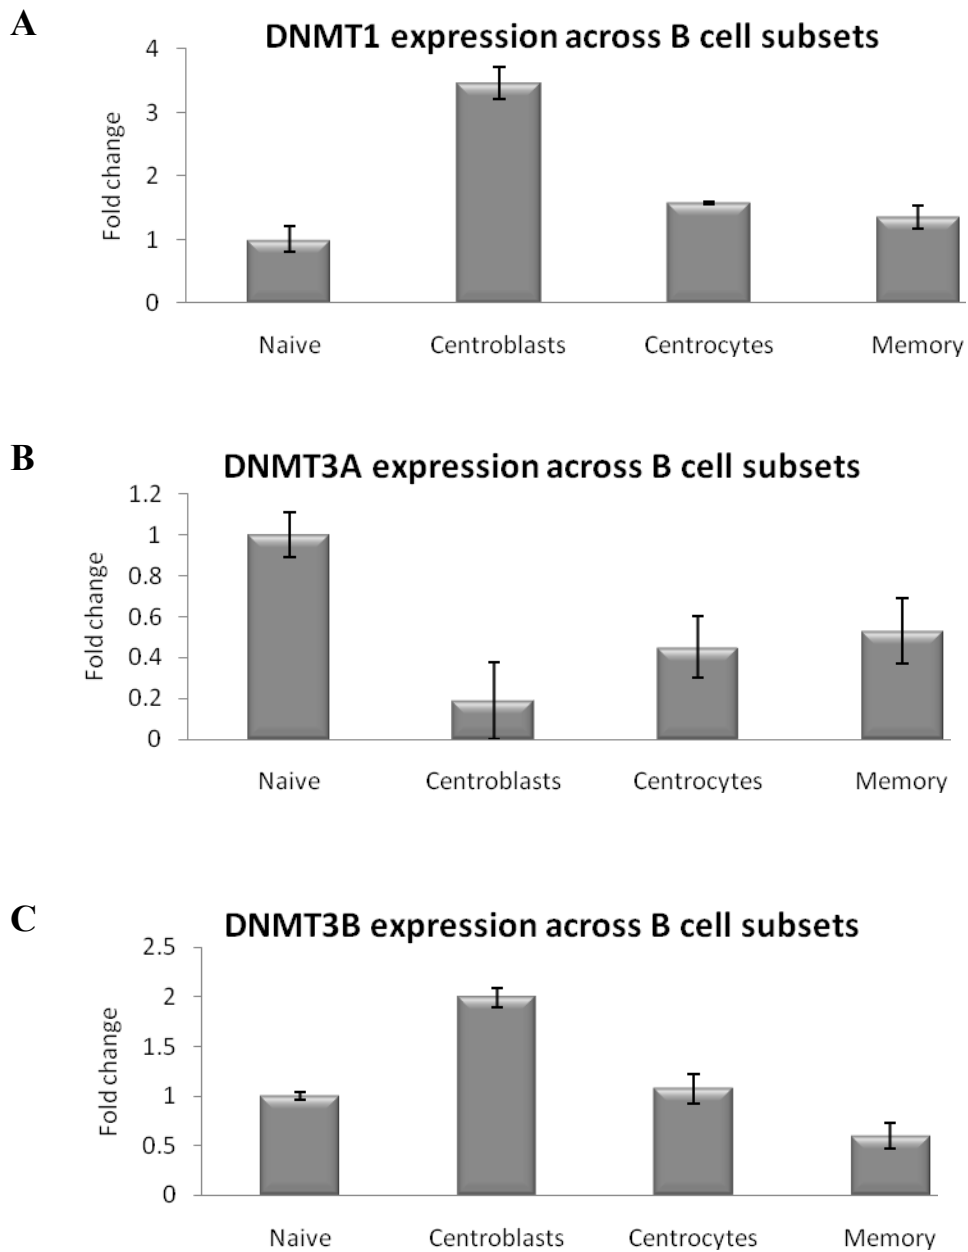 A
DNMT1 expression across B cell subsets
4
3
2
1
0
Fold change
Naive Centroblasts Centrocytes Memory
B
DNMT3A expression across B cell subsets
1.2
1
0.8
0.6
0.4
0.2
0
Fold change
Naive Centroblasts Centrocytes Memory
C
DNMT3B expression across B cell subsets
2.5
2
1.5
1
0.5
0
Fold change
Naive Centroblasts Centrocytes Memory